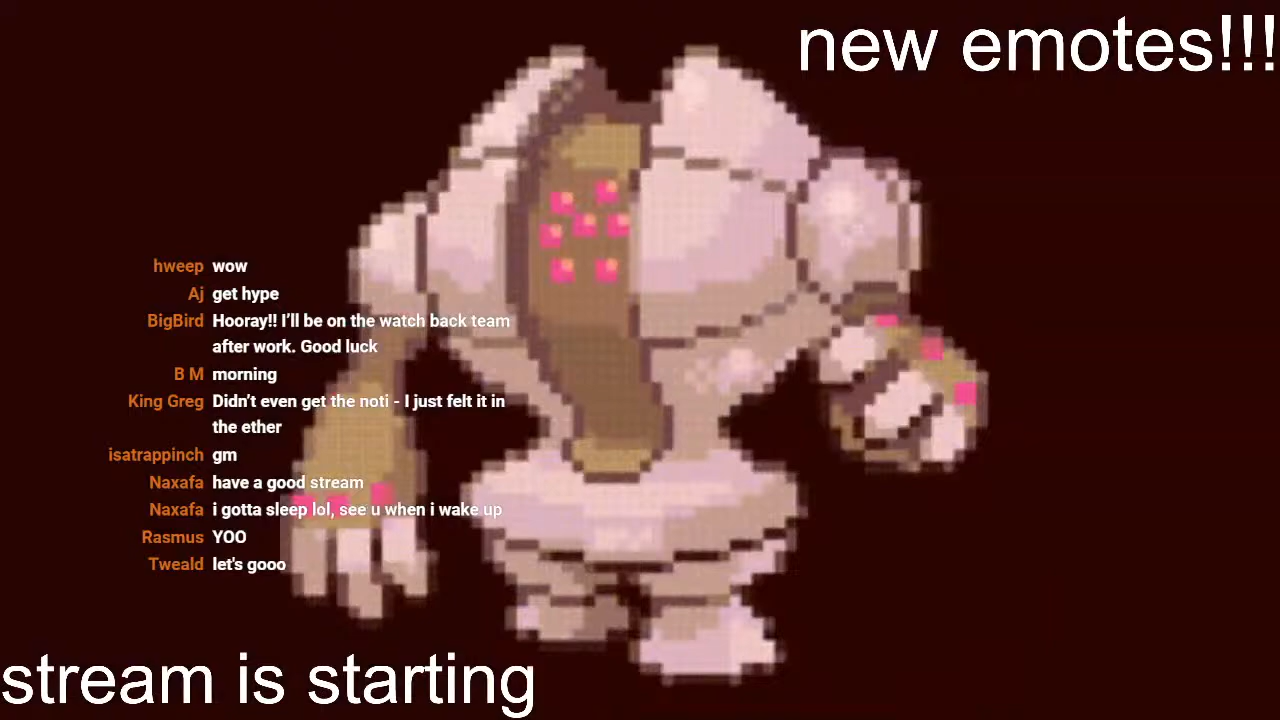 new emotes!!!
hweep wow
Aj get hype
BigBird Hooray!! I'll be on the watch back team
after work. Good luck
B M morning
King Greg Didn't even get the noti - I just felt it in
the ether
isatrappinch gm
Naxafa have a good stream
Naxafa i gotta sleep lol, see u when i wake up
Rasmus YOO
Tweald let's gooo
stream is starting